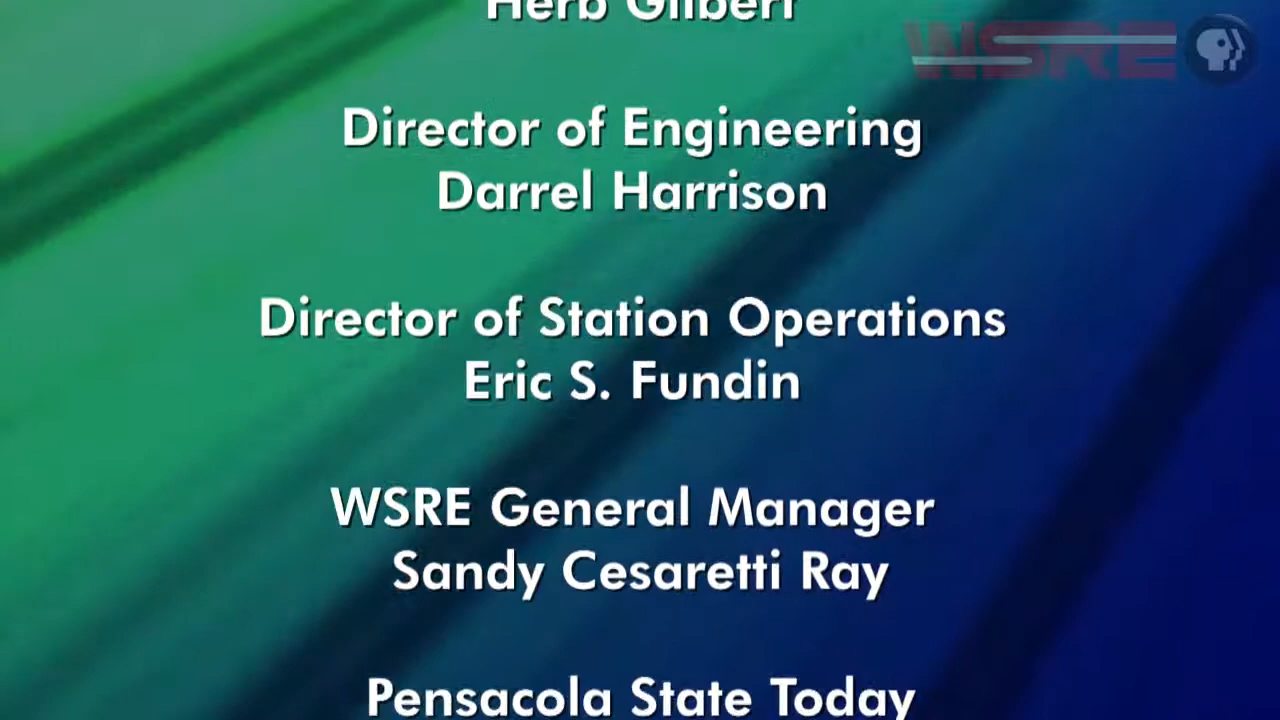 Herb Gilbert
WSRE
Director of Engineering
Darrel Harrison
Director of Station Operations
Eric S. Fundin
WSRE General Manager
Sandy Cesaretti Ray
Pensacola State Today